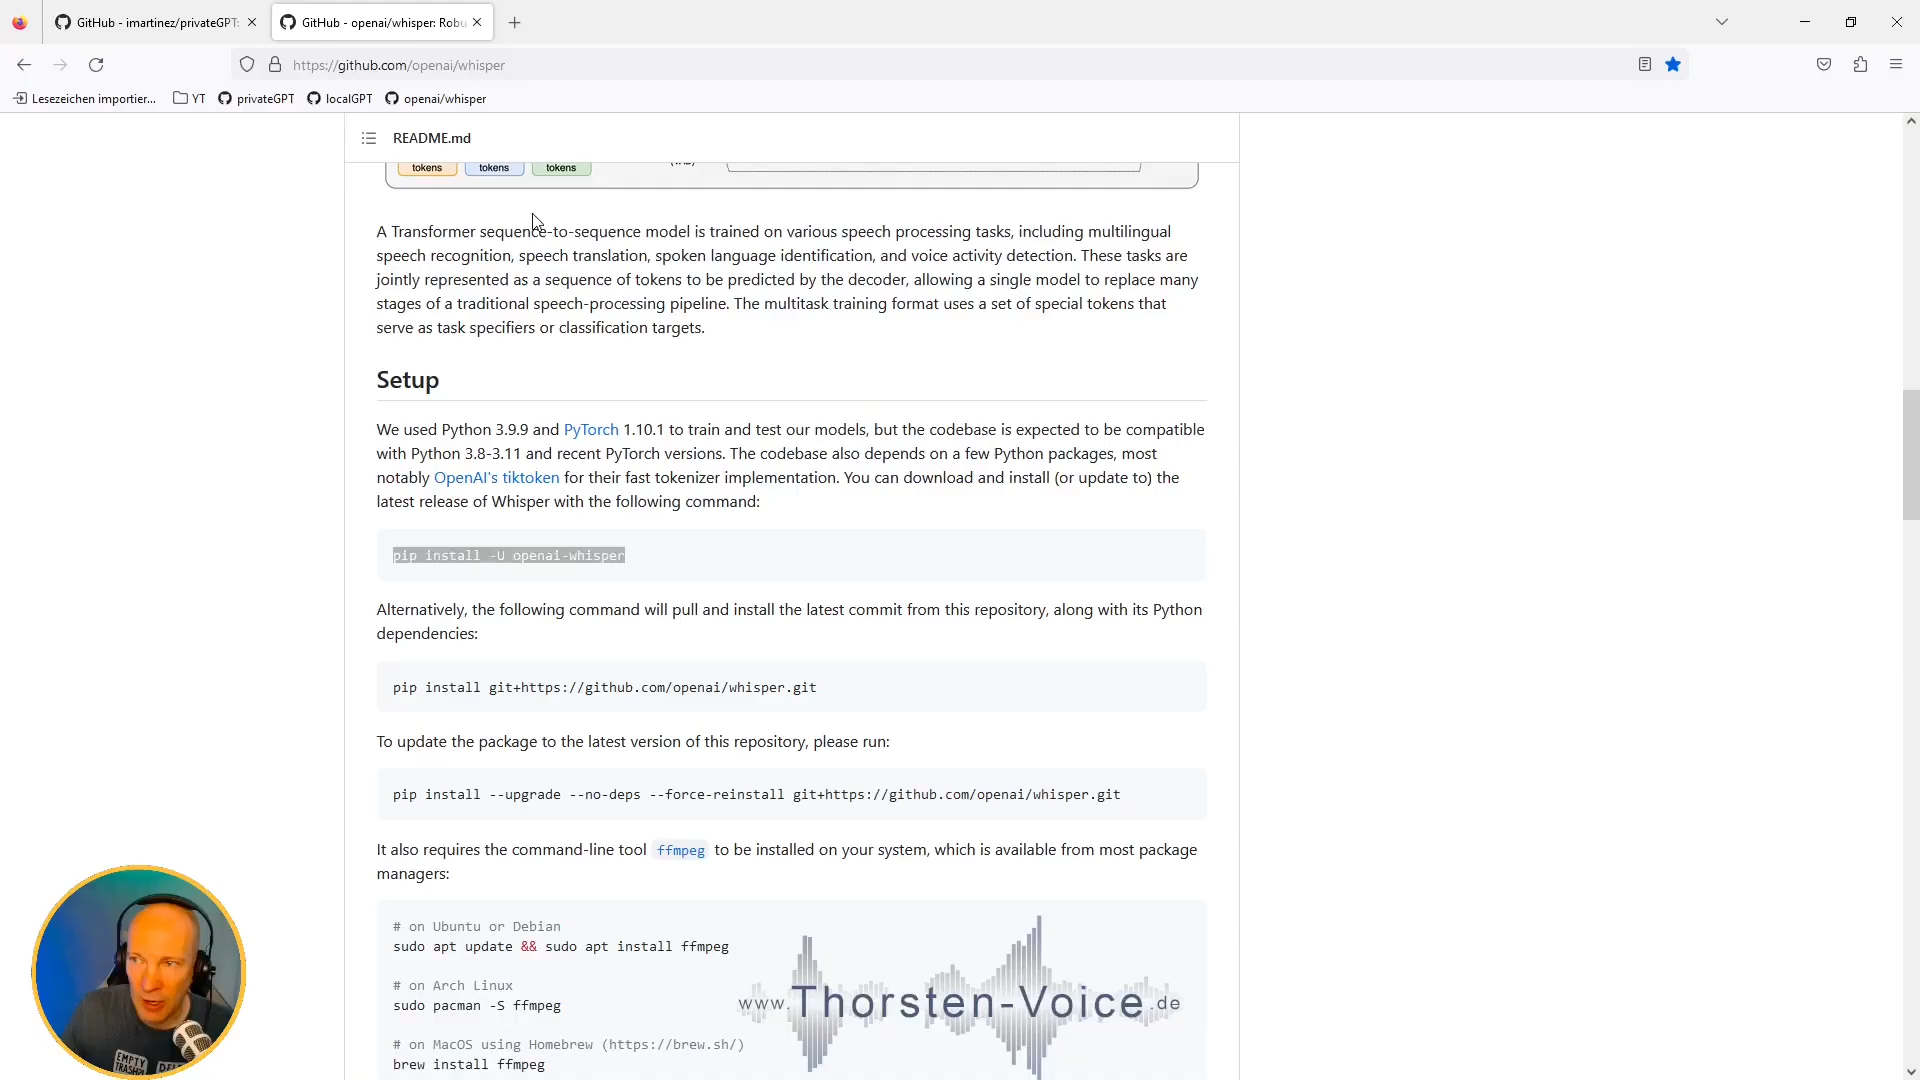 GitHub - imartinez/privateGPT:
GitHub - openai/whisper: Robu
https://github.com/openai/whisper
Lesezeichen importier...
YT
privateGPT
localGPT
openai/whisper
README.md
tokens
tokens
tokens
A Transformer sequence-to-sequence model is trained on various speech processing tasks, including multilingual
speech recognition, speech translation, spoken language identification, and voice activity detection. These tasks are
jointly represented as a sequence of tokens to be predicted by the decoder, allowing a single model to replace many
stages of a traditional speech-processing pipeline. The multitask training format uses a set of special tokens that
serve as task specifiers or classification targets.
Setup
We used Python 3.9.9 and PyTorch 1.10.1 to train and test our models, but the codebase is expected to be compatible
with Python 3.8-3.11 and recent PyTorch versions. The codebase also depends on a few Python packages, most
notably OpenAI's tiktoken for their fast tokenizer implementation. You can download and install (or update to) the
latest release of Whisper with the following command:
pip install -U openai-whisper
Alternatively, the following command will pull and install the latest commit from this repository, along with its Python
dependencies:
pip install git+https://github.com/openai/whisper.git
To update the package to the latest version of this repository, please run:
pip install --upgrade --no-deps --force-reinstall git+https://github.com/openai/whisper.git
It also requires the command-line tool ffmpeg to be installed on your system, which is available from most package
managers:
# on Ubuntu or Debian
sudo apt update && sudo apt install ffmpeg
# on Arch Linux
sudo pacman -S ffmpeg
# on MacOS using Homebrew (https://brew.sh/)
brew install ffmpeg
www.Thorsten-Voice.de
EMPTY